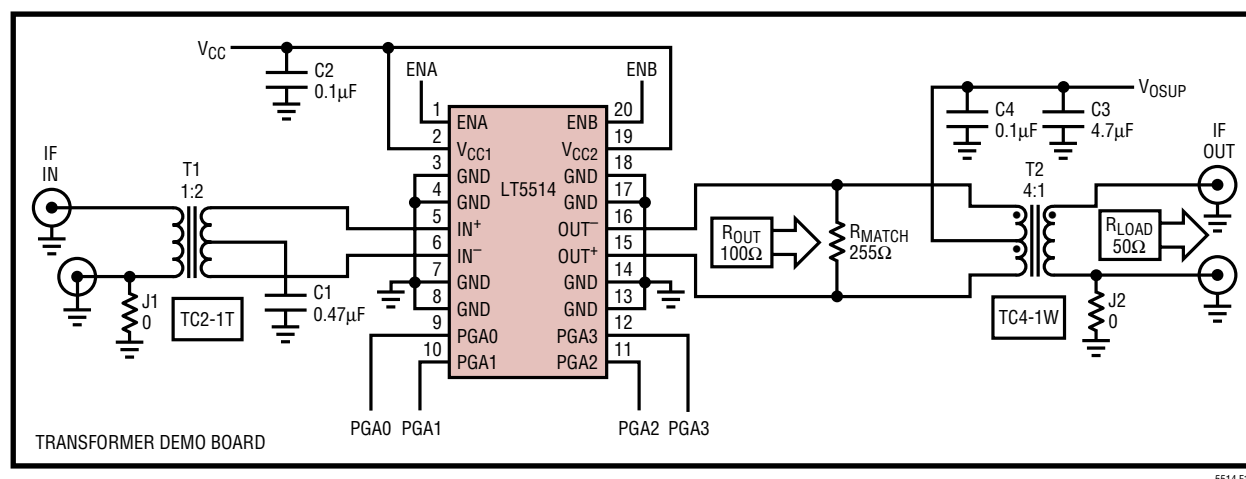 VCC
C2
0.1µF
ENA
ENB
C4
0.1µF
C3
4.7µF
VOSUP
IF
IN
T1
1:2
1
ENA
2
VCC1
3
GND
4
GND
5
IN+
6
IN−
7
GND
8
GND
9
PGA0
10
PGA1
LT5514
20
ENB
19
VCC2
18
GND
17
GND
16
OUT−
15
OUT+
14
GND
13
GND
12
PGA3
11
PGA2
ROUT
100Ω
RMATCH
255Ω
T2
4:1
IF
OUT
RLOAD
50Ω
J1
0
TC2-1T
C1
0.47µF
TC4-1W
J2
0
PGA0 PGA1
PGA2 PGA3
TRANSFORMER DEMO BOARD